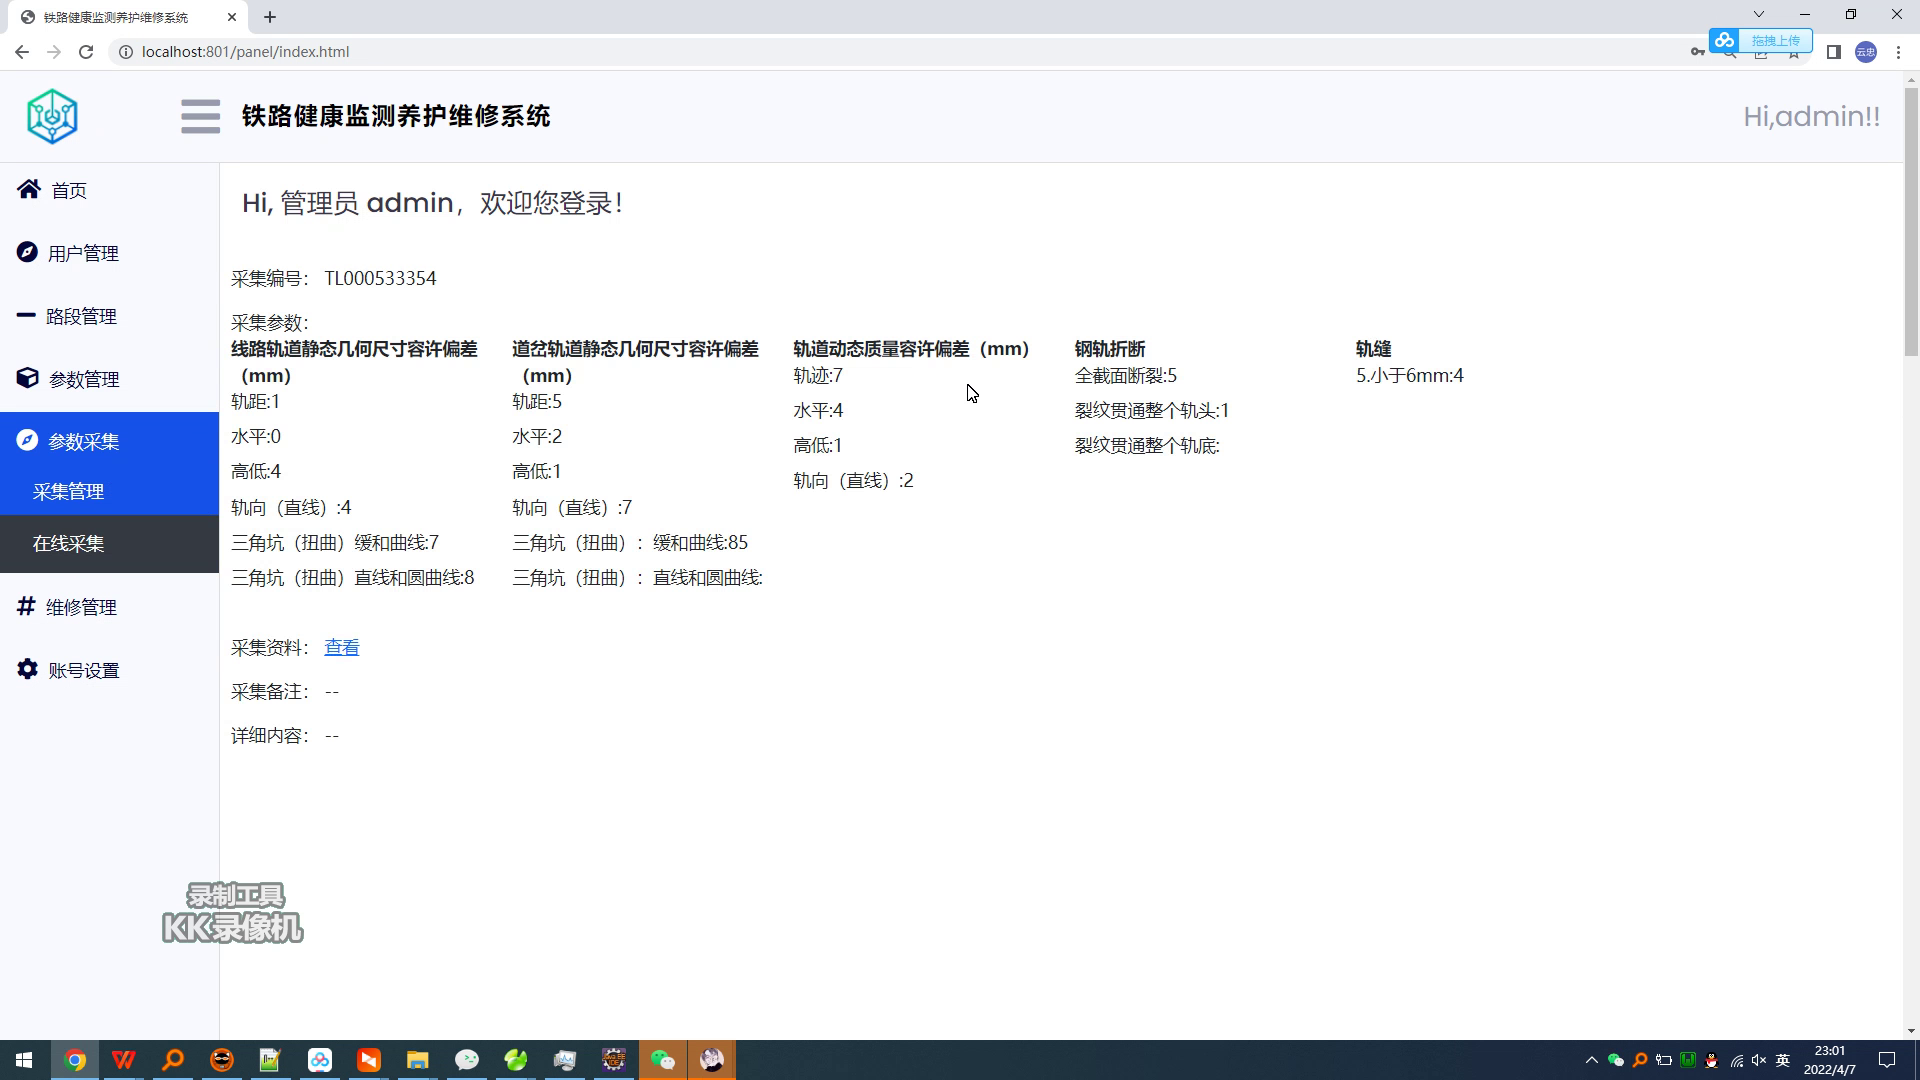 铁路健康监测养护维修系统
localhost:801/panel/index.html
拖拽上传
云忠
铁路健康监测养护维修系统
Hi,admin!!
首页
用户管理
路段管理
参数管理
参数采集
采集管理
在线采集
维修管理
账号设置
Hi, 管理员 admin，欢迎您登录！
采集编号： TL000533354
采集参数：
线路轨道静态几何尺寸容许偏差
（mm）
轨距:1
水平:0
高低:4
轨向（直线）:4
三角坑（扭曲）缓和曲线:7
三角坑（扭曲）直线和圆曲线:8
道岔轨道静态几何尺寸容许偏差
（mm）
轨距:5
水平:2
高低:1
轨向（直线）:7
三角坑（扭曲）：缓和曲线:85
三角坑（扭曲）：直线和圆曲线:
轨道动态质量容许偏差（mm）
轨迹:7
水平:4
高低:1
轨向（直线）:2
钢轨折断
全截面断裂:5
裂纹贯通整个轨头:1
裂纹贯通整个轨底:
轨缝
5.小于6mm:4
采集资料： 查看
采集备注： --
详细内容： --
录制工具
KK录像机
英
23:01
2022/4/7